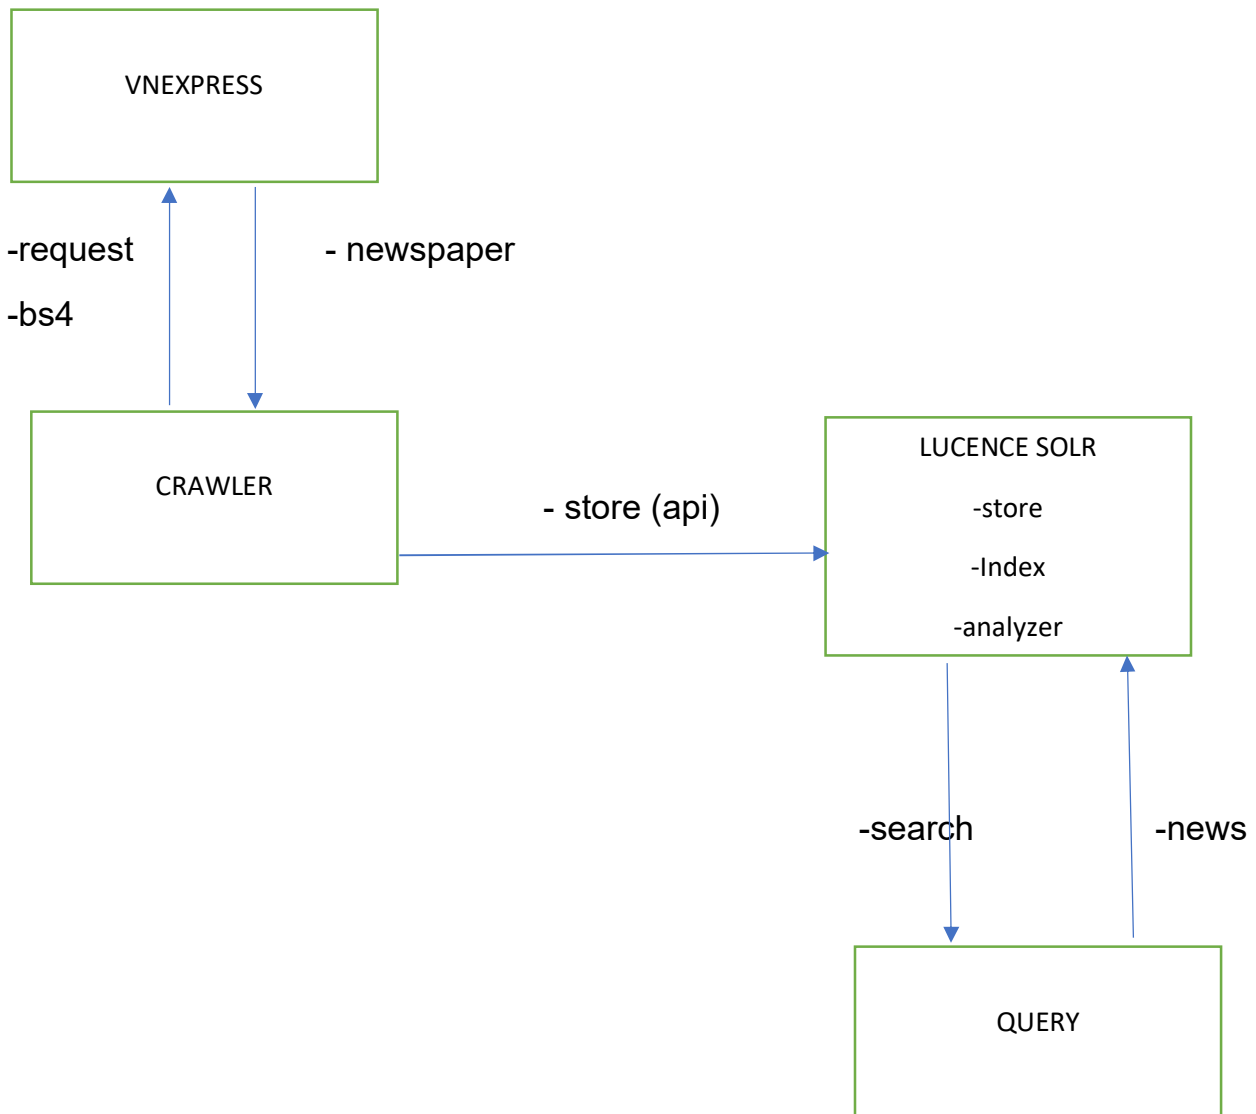 VNEXPRESS
-request
- newspaper
-bs4
CRAWLER
- store (api)
LUCENCE SOLR
-store
-Index
-analyzer
-search
-news
QUERY